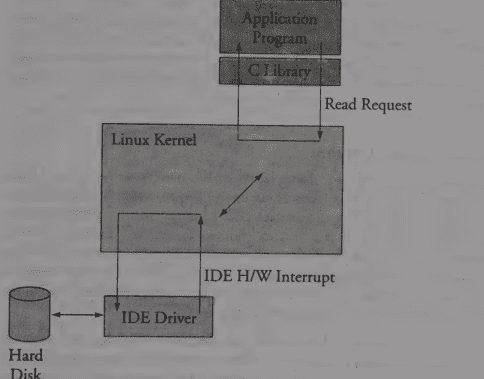 Application
Program
C Library
Read Request
Linux Kernel
IDE H/W Interrupt
IDE Driver
Hard
Disk